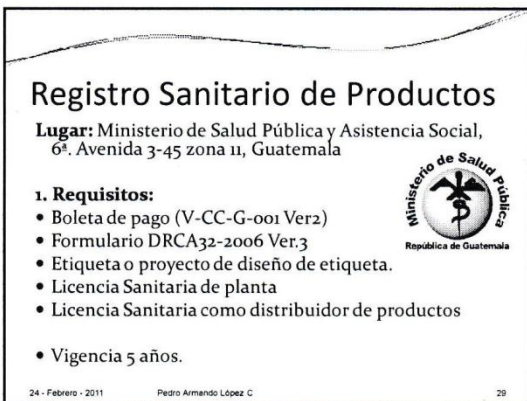 Registro Sanitario de Productos
Lugar: Ministerio de Salud Pública y Asistencia Social,
6ª. Avenida 3-45 zona 11, Guatemala
1. Requisitos:
• Boleta de pago (V-CC-G-001 Ver2)
• Formulario DRCA32-2006 Ver.3
• Etiqueta o proyecto de diseño de etiqueta.
• Licencia Sanitaria de planta
• Licencia Sanitaria como distribuidor de productos
• Vigencia 5 años.
Ministerio de Salud Pública
República de Guatemala
24 - Febrero - 2011 Pedro Armando López C 29